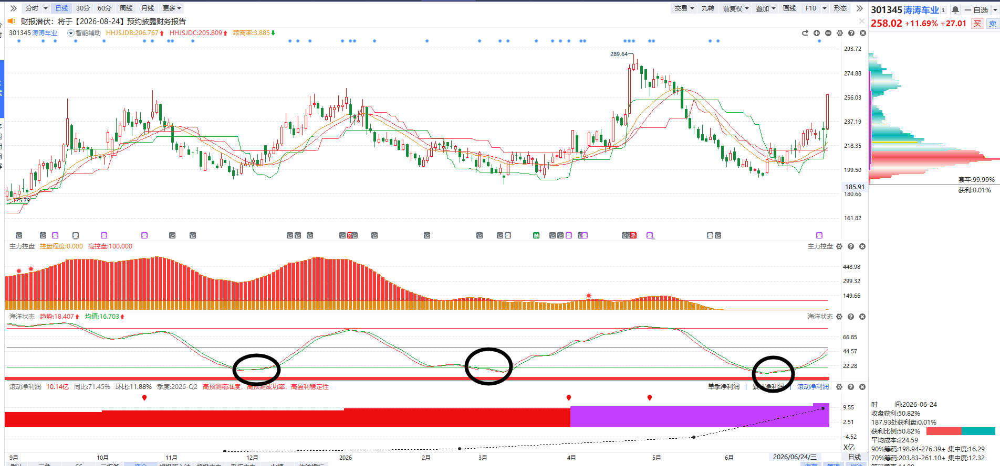 分时 日线 30分 60分 周线 月线 更多 交易 九转 前复权 叠加 画线 F10 形态
301345 涛涛车业 自选
258.02 +11.69% +27.01 买 卖
财报潜伏：将于【2026-08-24】预约披露财务报告
301345 涛涛车业 智能辅助 HHJSJDB:206.767 HHJSJDC:205.809 乖离率:3.885
293.72
289.64
274.88
256.03
237.19
218.35
199.50
185.91
180.66
175.79
161.82
套牢:99.99%
获利:0.01%
主力控盘 控盘程度:0.000 高控盘:100.000 主力控盘
448.98
299.32
149.66
海洋状态 趋势:18.407 均值:16.703 海洋状态
66.85
44.57
22.28
滚动净利润 10.14亿 同比:71.45% 环比:11.88% 季度:2026-Q2 高预测精准度，高预测成功率，高盈利稳定性 单季净利润 | 累计净利润 | 滚动净利润
9.55
2.51
-4.52
X亿
9月 10月 11月 12月 2026 2月 3月 4月 5月 6月 2026/06/24/三 日线
时 间:2026-06-24
收盘获利:50.82%
187.93处获利盘:0.01%
获利比例:50.82%
平均成本:224.59
90%筹码:198.94-276.39+ 集中度:16.29
70%筹码:203.83-261.10+ 集中度:12.32